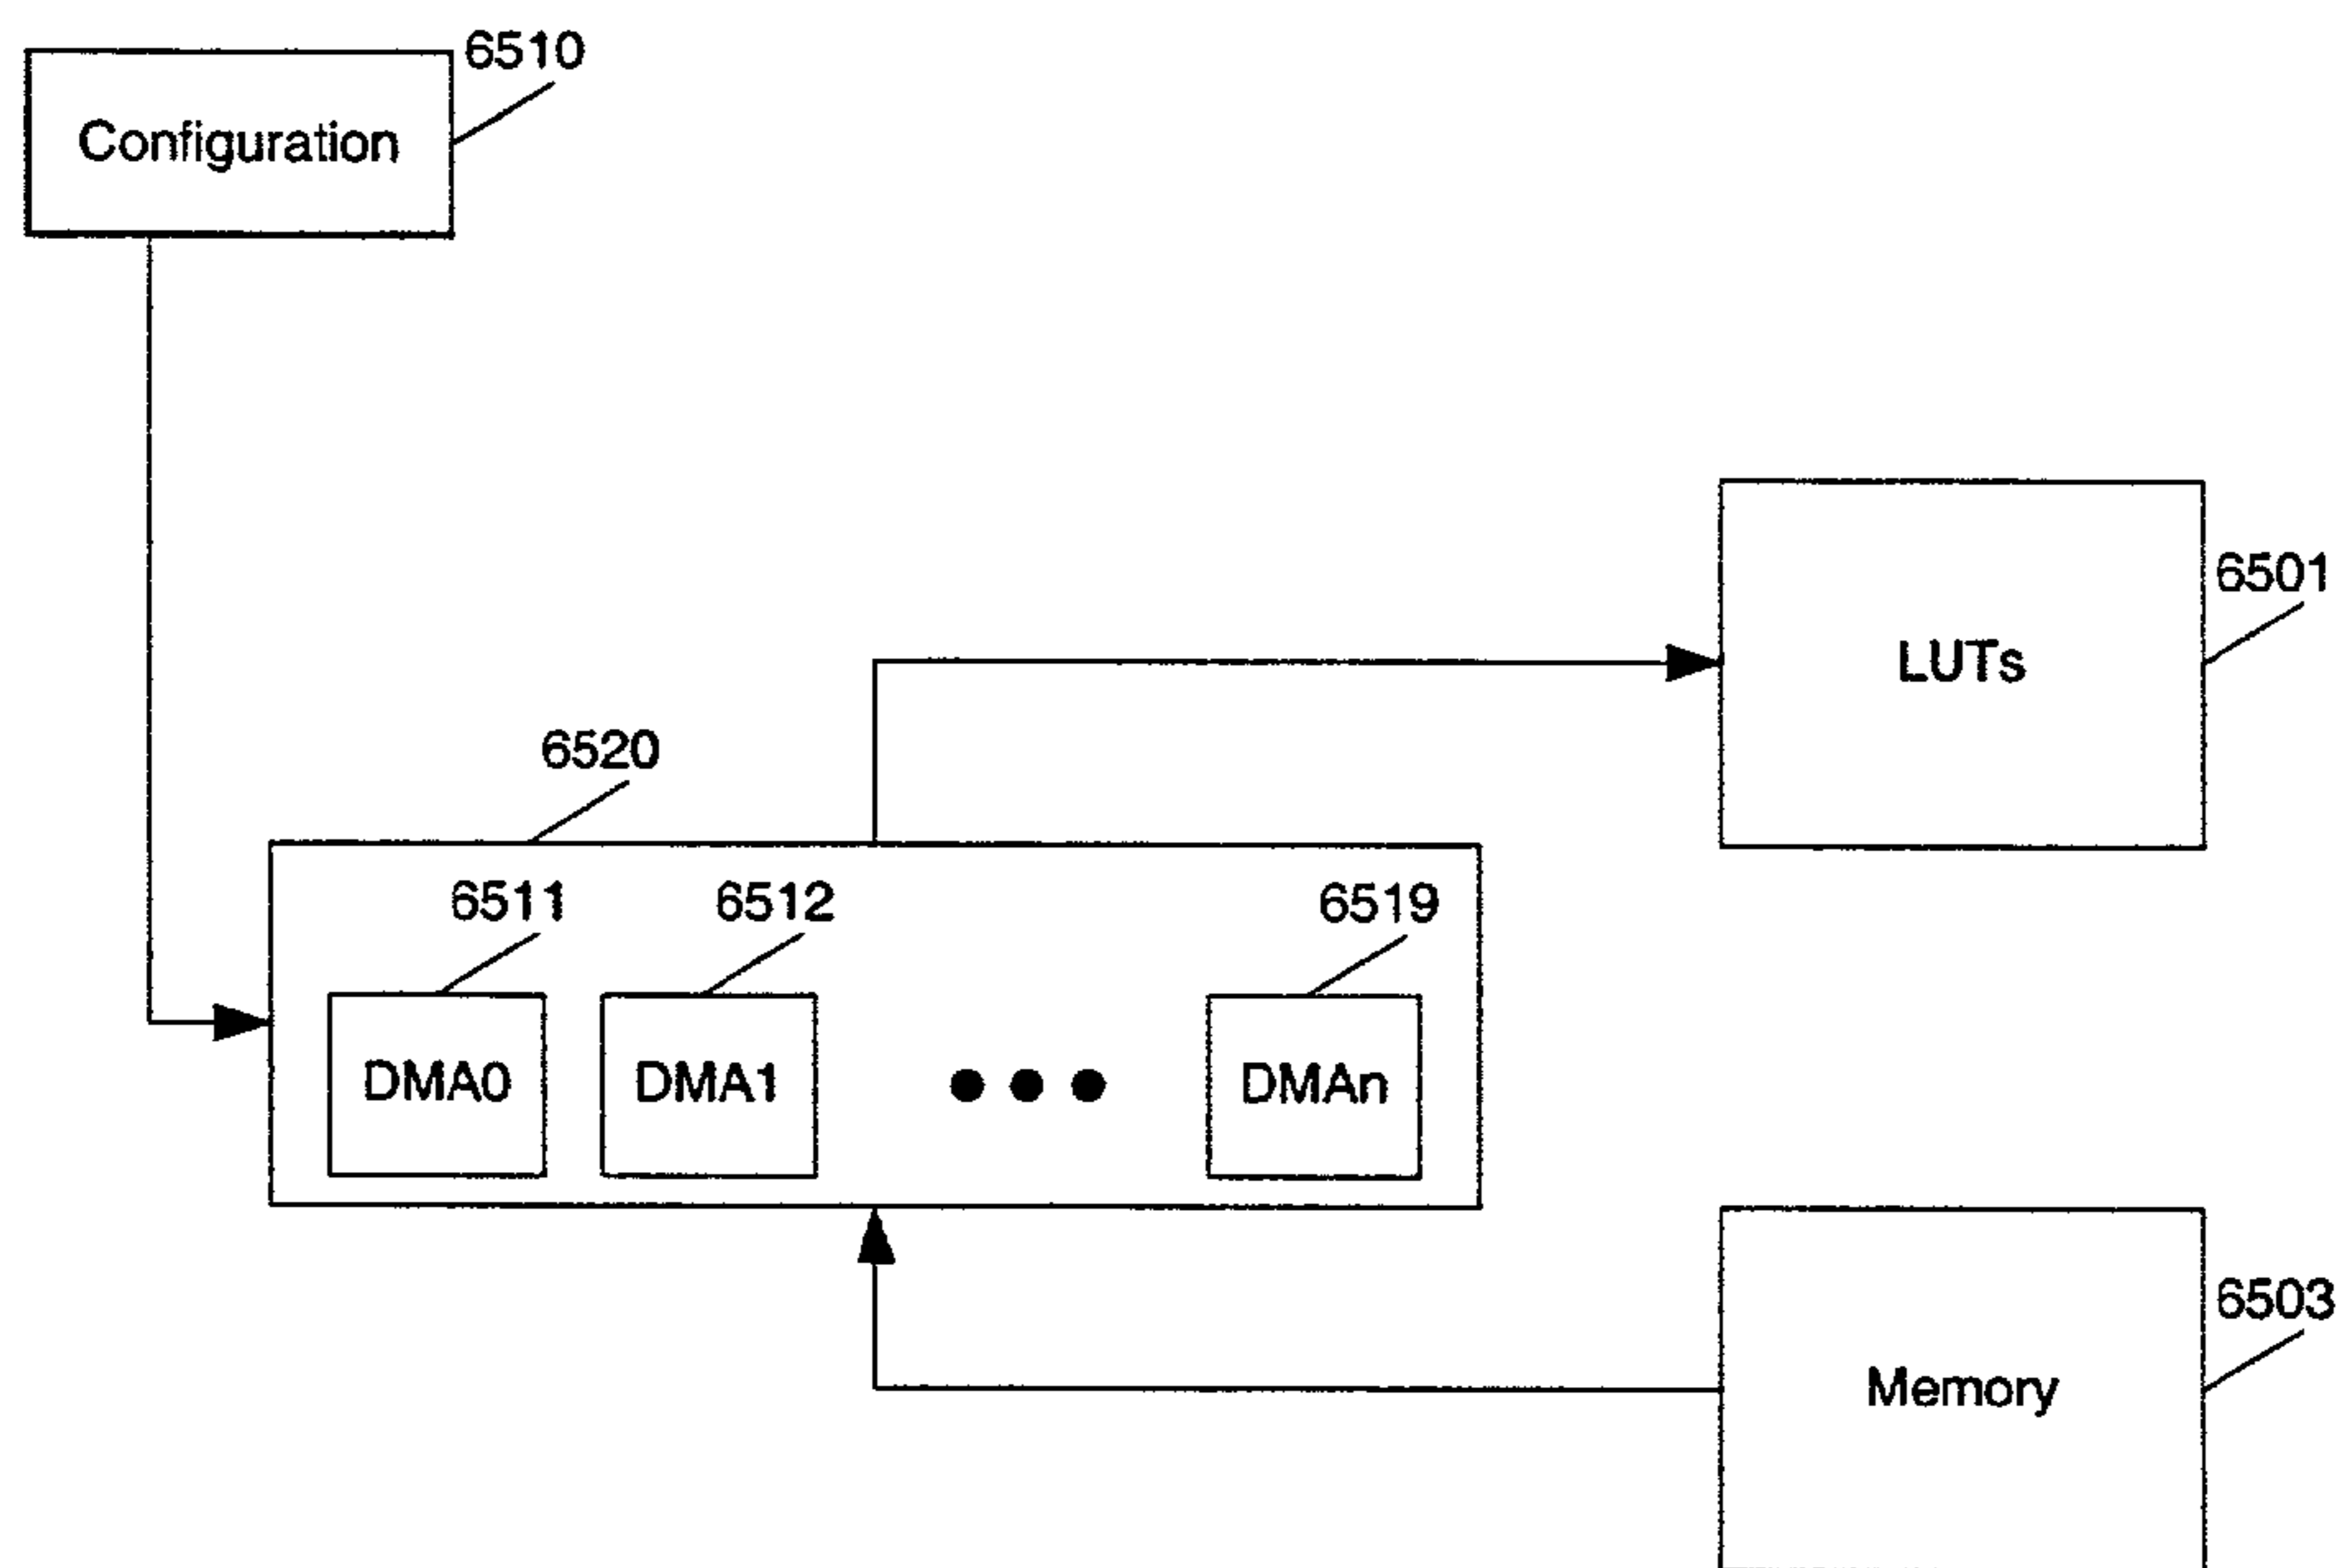 6510
Configuration
6501
LUTs
6520
6511 6512 6519
DMA0 DMA1 DMAn
6503
Memory